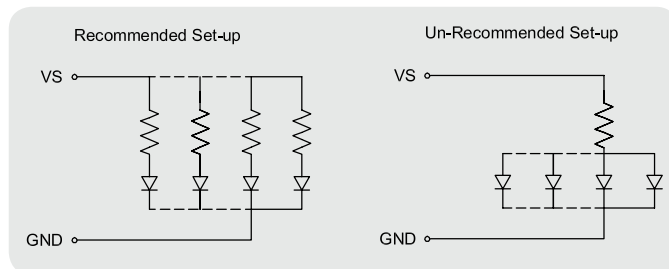 Recommended Set-up
VS
GND
Un-Recommended Set-up
VS
GND